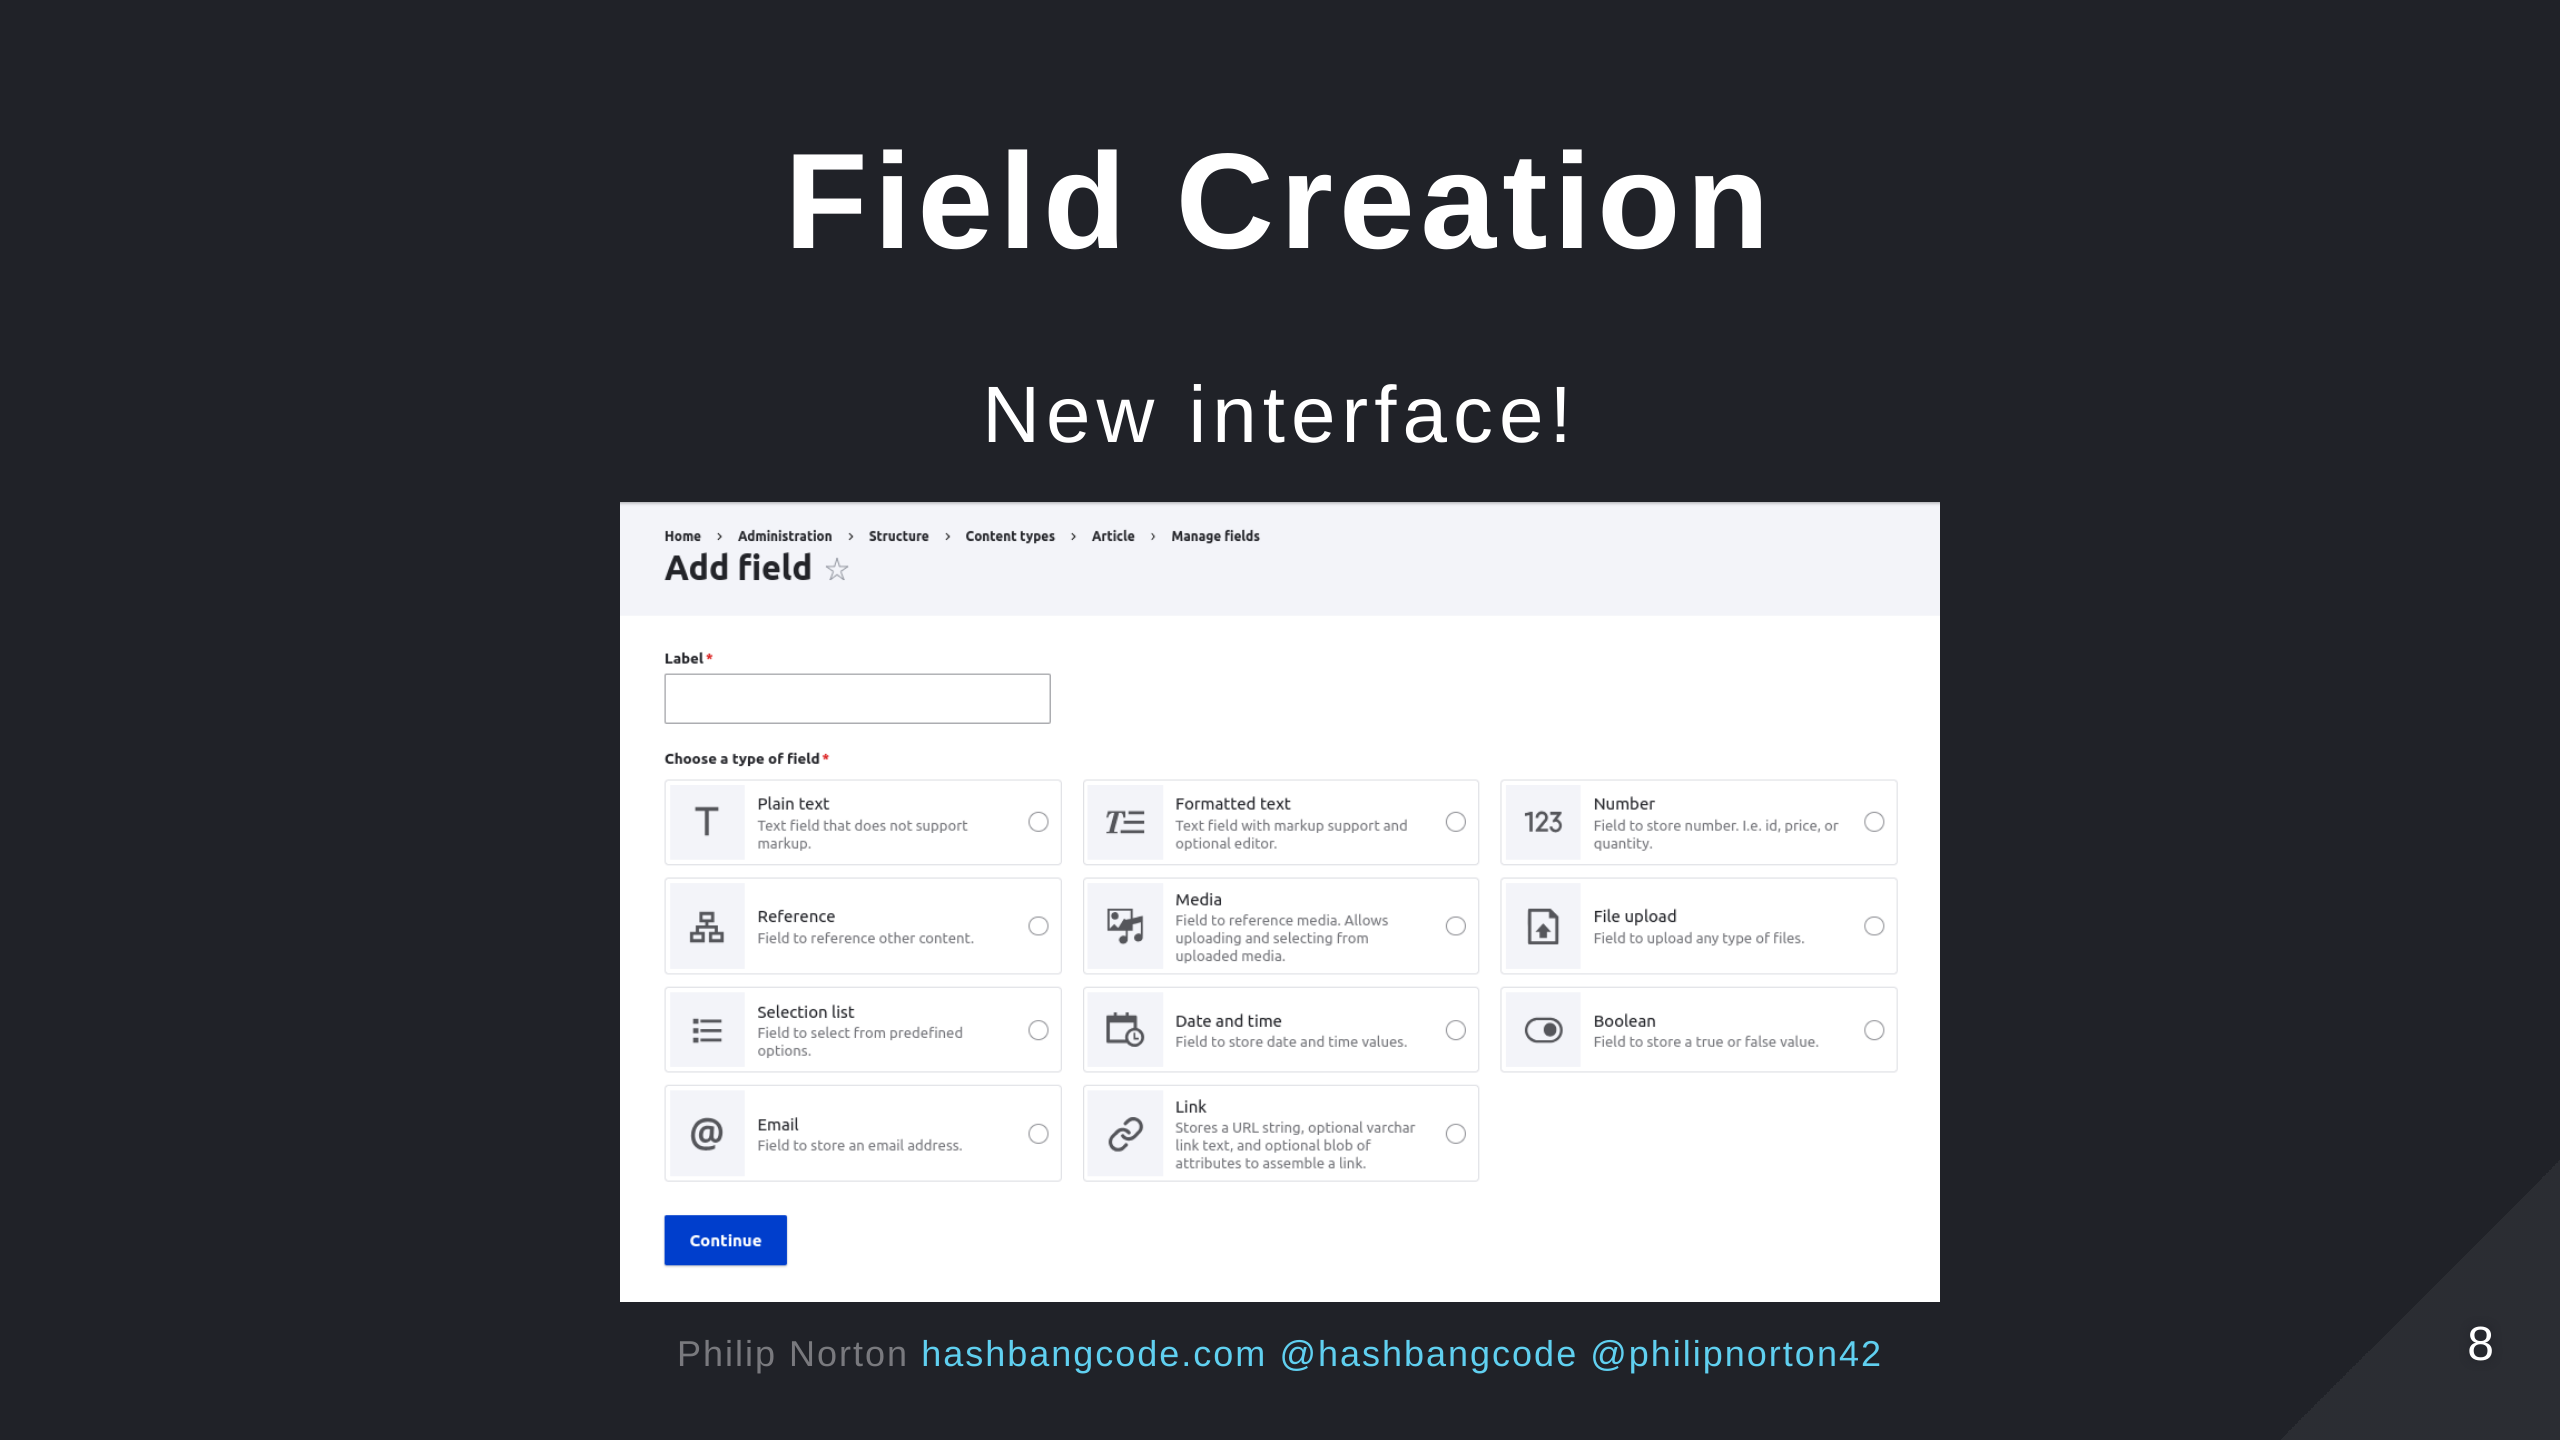 Field Creation
New interface!
Home › Administration › Structure › Content types › Article › Manage fields
Add field ☆
Label *
Choose a type of field *
T
Plain text
Text field that does not support
markup.
Formatted text
Text field with markup support and
optional editor.
123
Number
Field to store number. I.e. id, price, or
quantity.
Reference
Field to reference other content.
Media
Field to reference media. Allows
uploading and selecting from
uploaded media.
File upload
Field to upload any type of files.
Selection list
Field to select from predefined
options.
Date and time
Field to store date and time values.
Boolean
Field to store a true or false value.
@
Email
Field to store an email address.
Link
Stores a URL string, optional varchar
link text, and optional blob of
attributes to assemble a link.
Continue
Philip Norton hashbangcode.com @hashbangcode @philipnorton42
8